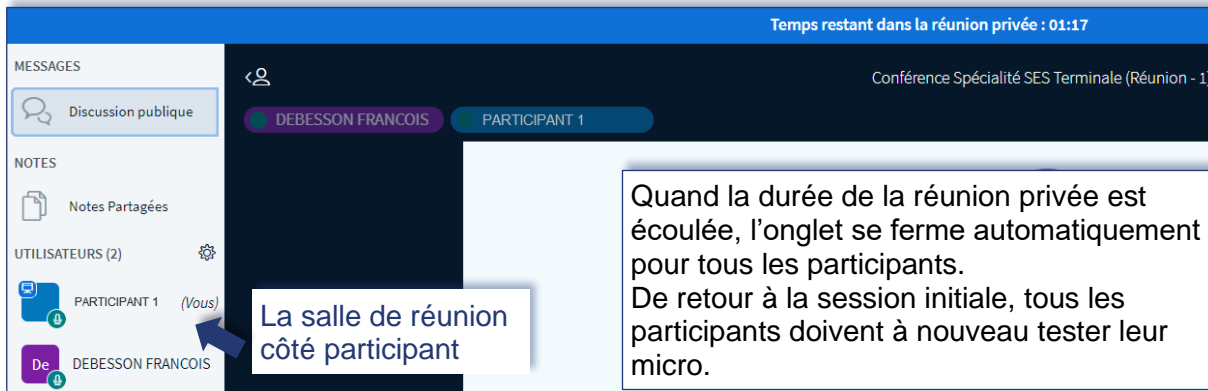 Temps restant dans la réunion privée : 01:17
MESSAGES
Discussion publique
NOTES
Notes Partagées
UTILISATEURS (2)
PARTICIPANT 1 (Vous)
De DEBESSON FRANCOIS
Conférence Spécialité SES Terminale (Réunion - 1)
DEBESSON FRANCOIS
PARTICIPANT 1
La salle de réunion
côté participant
Quand la durée de la réunion privée est
écoulée, l’onglet se ferme automatiquement
pour tous les participants.
De retour à la session initiale, tous les
participants doivent à nouveau tester leur
micro.